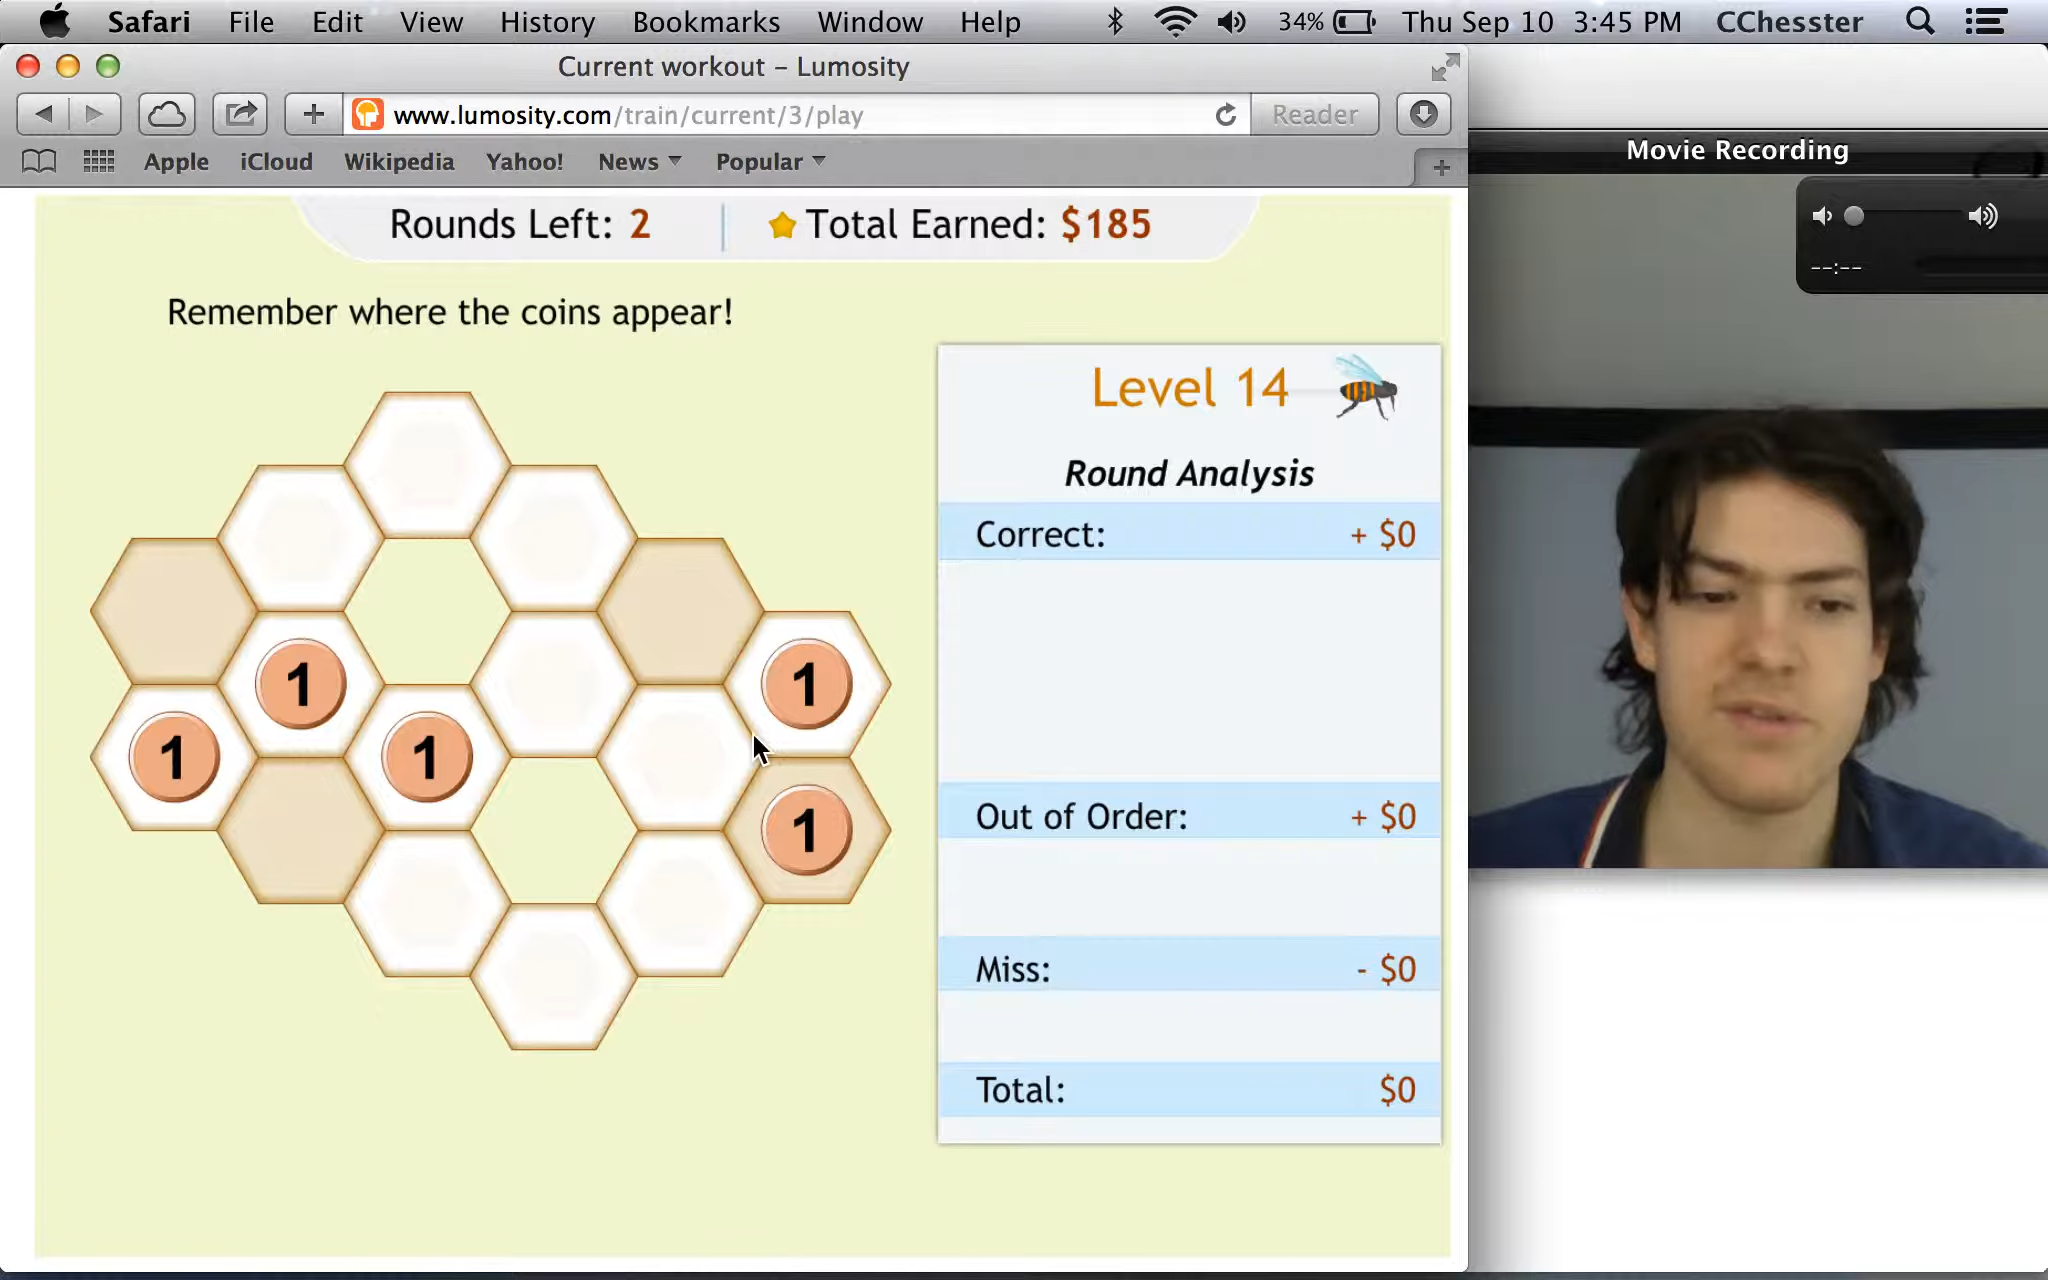 Safari File Edit View History Bookmarks Window Help 34% Thu Sep 10 3:45 PM CChesster
Current workout – Lumosity
www.lumosity.com/train/current/3/play Reader
Apple iCloud Wikipedia Yahoo! News Popular
Movie Recording
--:--
Rounds Left: 2 Total Earned: $185
Remember where the coins appear!
Level 14
Round Analysis
Correct: + $0
1
1
1
1
1
Out of Order: + $0
Miss: - $0
Total: $0